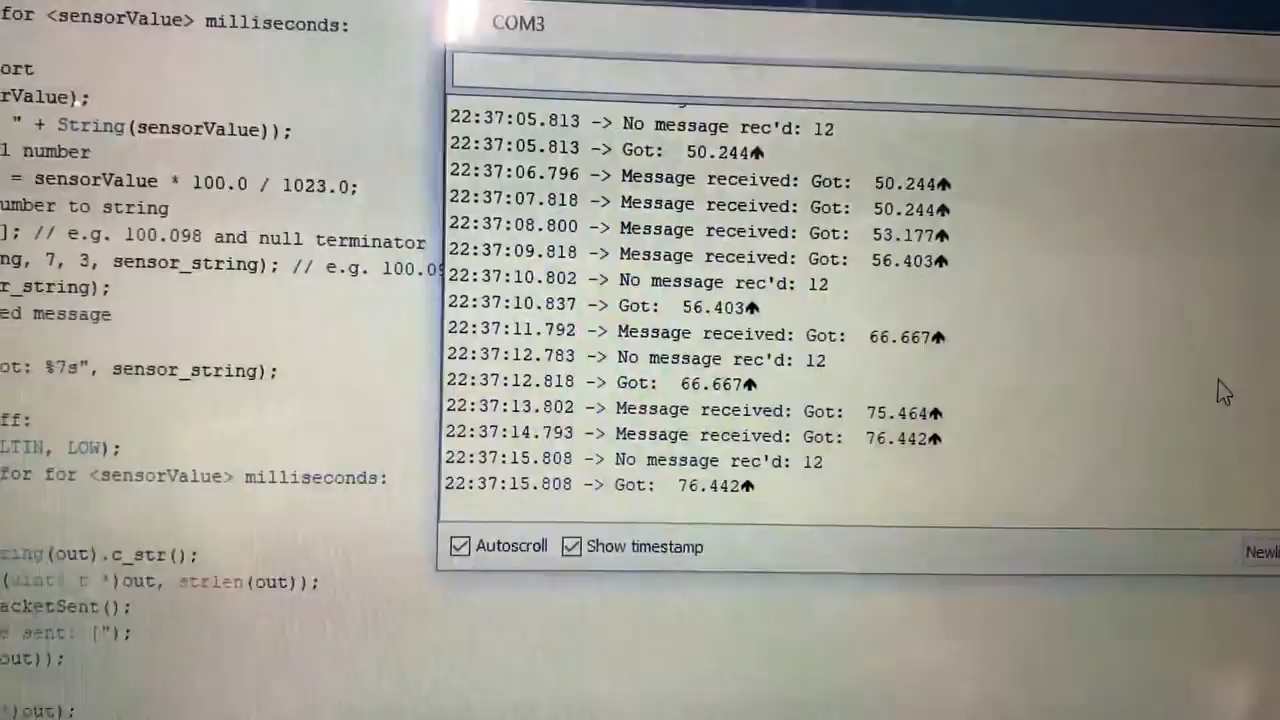 for <sensorValue> milliseconds:
ort
rValue);
" + String(sensorValue));
l number
= sensorValue * 100.0 / 1023.0;
umber to string
]; // e.g. 100.098 and null terminator
ng, 7, 3, sensor_string); // e.g. 100.09
r_string);
ed message
ot: %7s", sensor_string);
ff:
LTIN, LOW);
for for <sensorValue> milliseconds:
ring(out).c_str();
(uint t *)out, strlen(out));
acketSent();
e sent: [");
out));
*)out);
COM3
22:37:05.813 -> No message rec'd: 12
22:37:05.813 -> Got:  50.244
22:37:06.796 -> Message received: Got:  50.244
22:37:07.818 -> Message received: Got:  50.244
22:37:08.800 -> Message received: Got:  53.177
22:37:09.818 -> Message received: Got:  56.403
22:37:10.802 -> No message rec'd: 12
22:37:10.837 -> Got:  56.403
22:37:11.792 -> Message received: Got:  66.667
22:37:12.783 -> No message rec'd: 12
22:37:12.818 -> Got:  66.667
22:37:13.802 -> Message received: Got:  75.464
22:37:14.793 -> Message received: Got:  76.442
22:37:15.808 -> No message rec'd: 12
22:37:15.808 -> Got:  76.442
Autoscroll
Show timestamp
Newli